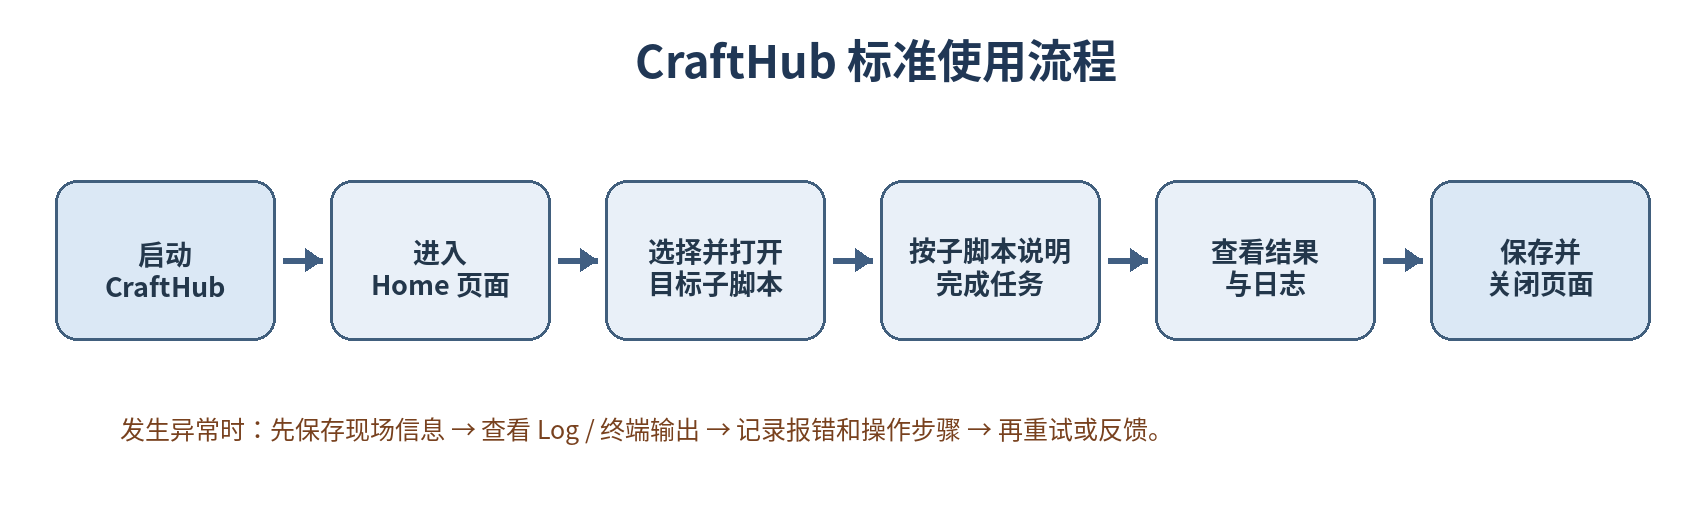 CraftHub 标准使用流程
启动
CraftHub
进入
Home 页面
选择并打开
目标子脚本
按子脚本说明
完成任务
查看结果
与日志
保存并
关闭页面
发生异常时：先保存现场信息 → 查看 Log / 终端输出 → 记录报错和操作步骤 → 再重试或反馈。